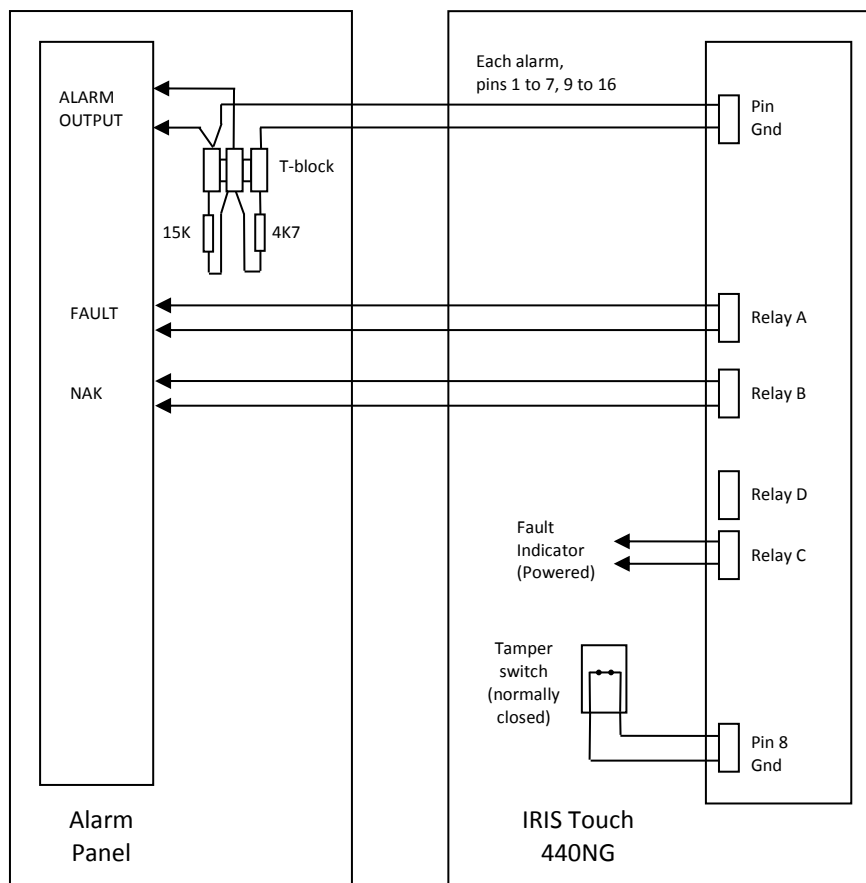 Each alarm,
pins 1 to 7, 9 to 16
ALARM
OUTPUT
Pin
Gnd
T-block
15K
4K7
FAULT
Relay A
NAK
Relay B
Relay D
Fault
Indicator
(Powered)
Relay C
Tamper
switch
(normally
closed)
Pin 8
Gnd
Alarm
Panel
IRIS Touch
440NG